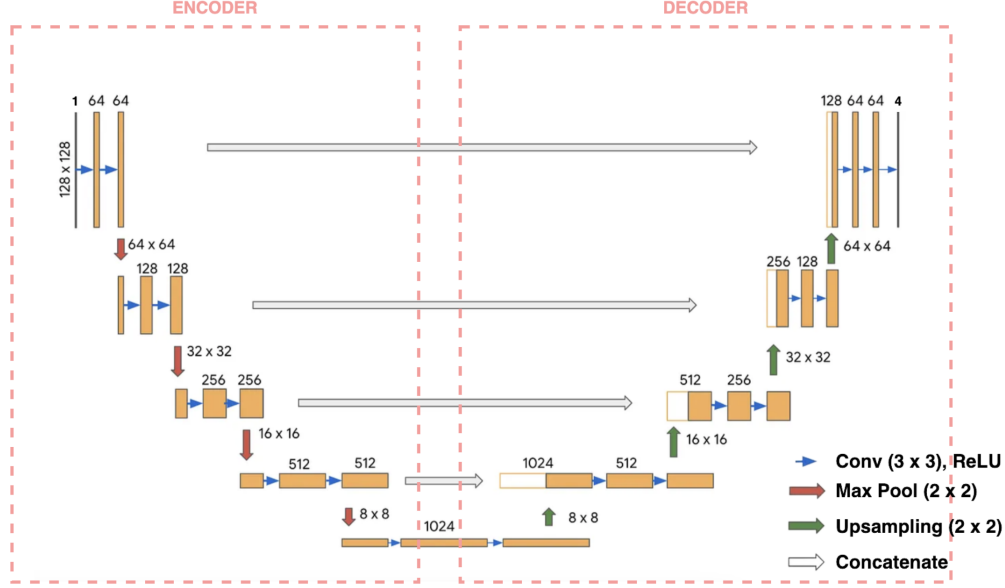 ENCODER
DECODER
1 64 64
128 x 128
128 64 64 4
64 x 64
64 x 64
128 128
256 128
32 x 32
32 x 32
256 256
512 256
16 x 16
16 x 16
512 512
1024 512
8 x 8
8 x 8
1024
Conv (3 x 3), ReLU
Max Pool (2 x 2)
Upsampling (2 x 2)
Concatenate